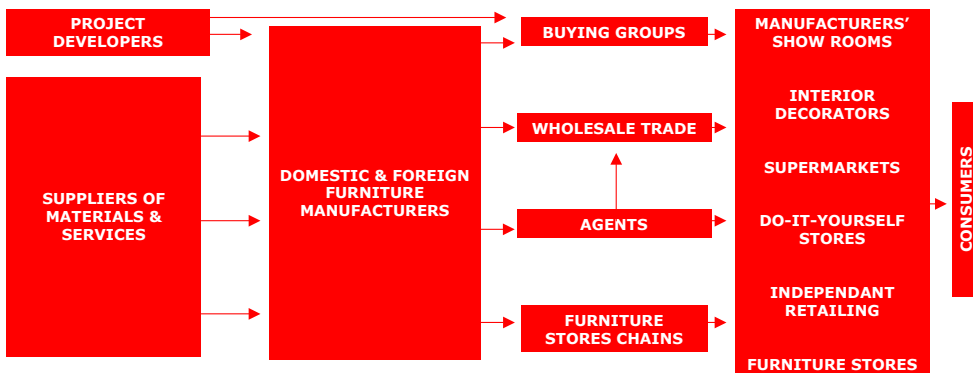 PROJECT
DEVELOPERS
SUPPLIERS OF
MATERIALS &
SERVICES
DOMESTIC & FOREIGN
FURNITURE
MANUFACTURERS
BUYING GROUPS
WHOLESALE TRADE
AGENTS
FURNITURE
STORES CHAINS
MANUFACTURERS’
SHOW ROOMS
INTERIOR
DECORATORS
SUPERMARKETS
DO-IT-YOURSELF
STORES
INDEPENDANT
RETAILING
FURNITURE STORES
CONSUMERS